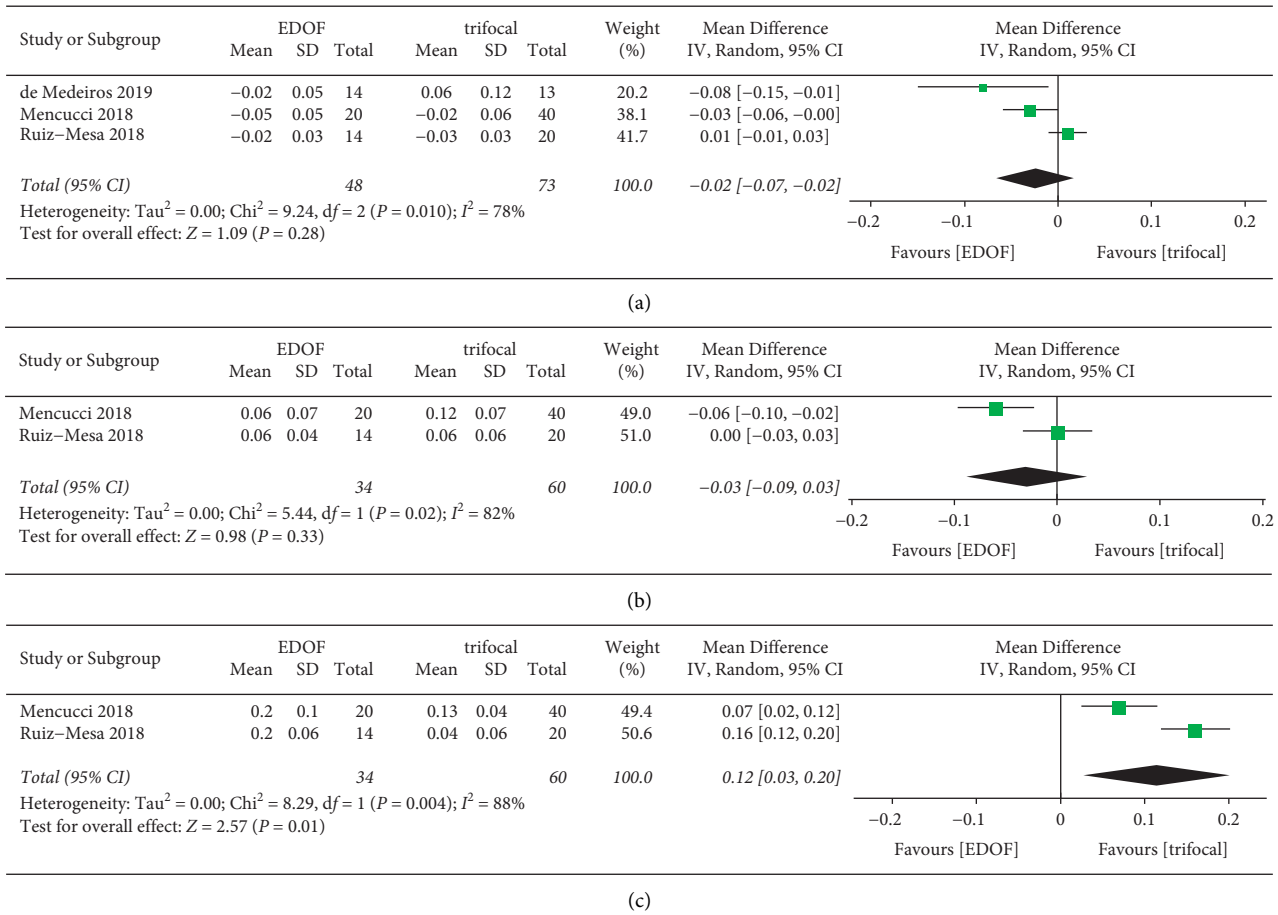 Study or Subgroup EDOF trifocal Weight Mean Difference Mean Difference
Mean SD Total Mean SD Total (%) IV, Random, 95% CI IV, Random, 95% CI
de Medeiros 2019 −0.02 0.05 14 0.06 0.12 13 20.2 −0.08 [−0.15, −0.01]
Mencucci 2018 −0.05 0.05 20 −0.02 0.06 40 38.1 −0.03 [−0.06, −0.00]
Ruiz−Mesa 2018 −0.02 0.03 14 −0.03 0.03 20 41.7 0.01 [−0.01, 0.03]
Total (95% CI) 48 73 100.0 −0.02 [−0.07, −0.02]
Heterogeneity: Tau² = 0.00; Chi² = 9.24, df = 2 (P = 0.010); I² = 78%
−0.2 −0.1 0 0.1 0.2
Test for overall effect: Z = 1.09 (P = 0.28)
Favours [EDOF] Favours [trifocal]
(a)
Study or Subgroup EDOF trifocal Weight Mean Difference Mean Difference
Mean SD Total Mean SD Total (%) IV, Random, 95% CI IV, Random, 95% CI
Mencucci 2018 0.06 0.07 20 0.12 0.07 40 49.0 −0.06 [−0.10, −0.02]
Ruiz−Mesa 2018 0.06 0.04 14 0.06 0.06 20 51.0 0.00 [−0.03, 0.03]
Total (95% CI) 34 60 100.0 −0.03 [−0.09, 0.03]
Heterogeneity: Tau² = 0.00; Chi² = 5.44, df = 1 (P = 0.02); I² = 82%
−0.2 −0.1 0 0.1 0.2
Test for overall effect: Z = 0.98 (P = 0.33)
Favours [EDOF] Favours [trifocal]
(b)
Study or Subgroup EDOF trifocal Weight Mean Difference Mean Difference
Mean SD Total Mean SD Total (%) IV, Random, 95% CI IV, Random, 95% CI
Mencucci 2018 0.2 0.1 20 0.13 0.04 40 49.4 0.07 [0.02, 0.12]
Ruiz−Mesa 2018 0.2 0.06 14 0.04 0.06 20 50.6 0.16 [0.12, 0.20]
Total (95% CI) 34 60 100.0 0.12 [0.03, 0.20]
Heterogeneity: Tau² = 0.00; Chi² = 8.29, df = 1 (P = 0.004); I² = 88%
−0.2 −0.1 0 0.1 0.2
Test for overall effect: Z = 2.57 (P = 0.01)
Favours [EDOF] Favours [trifocal]
(c)